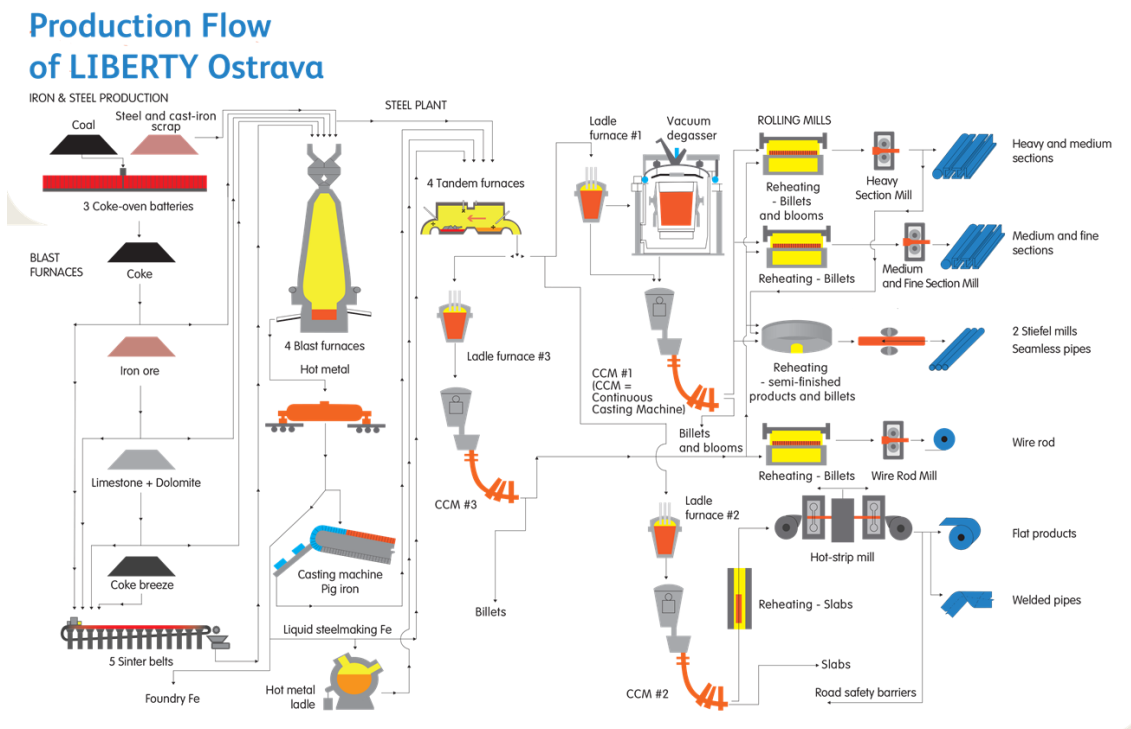 Production Flow
of LIBERTY Ostrava
IRON & STEEL PRODUCTION
Coal
Steel and cast-iron
scrap
3 Coke-oven batteries
BLAST
FURNACES
Coke
Iron ore
Limestone + Dolomite
Coke breeze
5 Sinter belts
Foundry Fe
4 Blast furnaces
Hot metal
Casting machine
Pig iron
Liquid steelmaking Fe
Hot metal
ladle
STEEL PLANT
4 Tandem furnaces
Ladle furnace #3
CCM #3
Billets
Ladle
furnace #1
Vacuum
degasser
CCM #1
(CCM =
Continuous
Casting Machine)
Billets
and blooms
Ladle
furnace #2
CCM #2
Slabs
Road safety barriers
ROLLING MILLS
Reheating
- Billets
and blooms
Heavy
Section Mill
Heavy and medium
sections
Reheating - Billets
Medium
and Fine Section Mill
Medium and fine
sections
Reheating
- semi-finished
products and billets
2 Stiefel mills
Seamless pipes
Reheating - Billets
Wire Rod Mill
Wire rod
Hot-strip mill
Flat products
Reheating - Slabs
Welded pipes